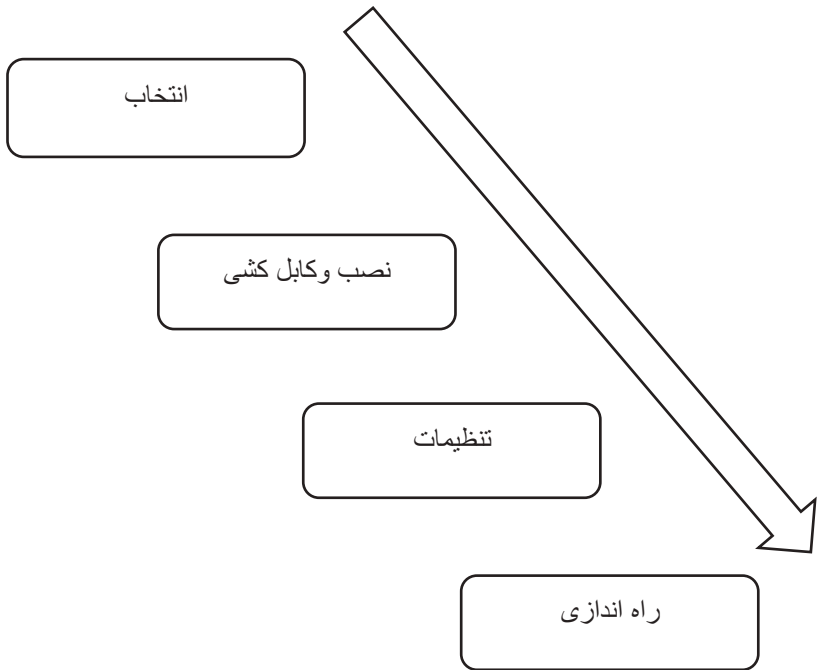 انتخاب
نصب وکابل کشی
تنظیمات
راه اندازی